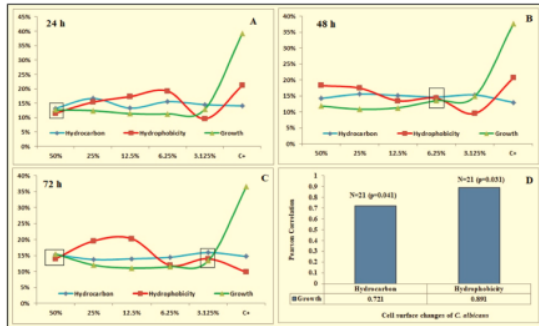 24 h
A
45%
40%
35%
30%
25%
20%
15%
10%
5%
0%
50% 25% 12.5% 6.25% 3.125% C+
Hydrocarbon Hydrophobicity Growth
48 h
B
40%
35%
30%
25%
20%
15%
10%
5%
0%
50% 25% 12.5% 6.25% 3.125% C+
Hydrocarbon Hydrophobicity Growth
72 h
C
40%
35%
30%
25%
20%
15%
10%
5%
0%
50% 25% 12.5% 6.25% 3.125% C+
Hydrocarbon Hydrophobicity Growth
D
Pearson Correlation
1
0.9
0.8
0.7
0.6
0.5
0.4
0.3
0.2
0.1
0
N=21 (p=0.041)
N=21 (p=0.031)
Hydrocarbon Hydrophobicity
Growth 0.721 0.891
Cell surface changes of C. albicans